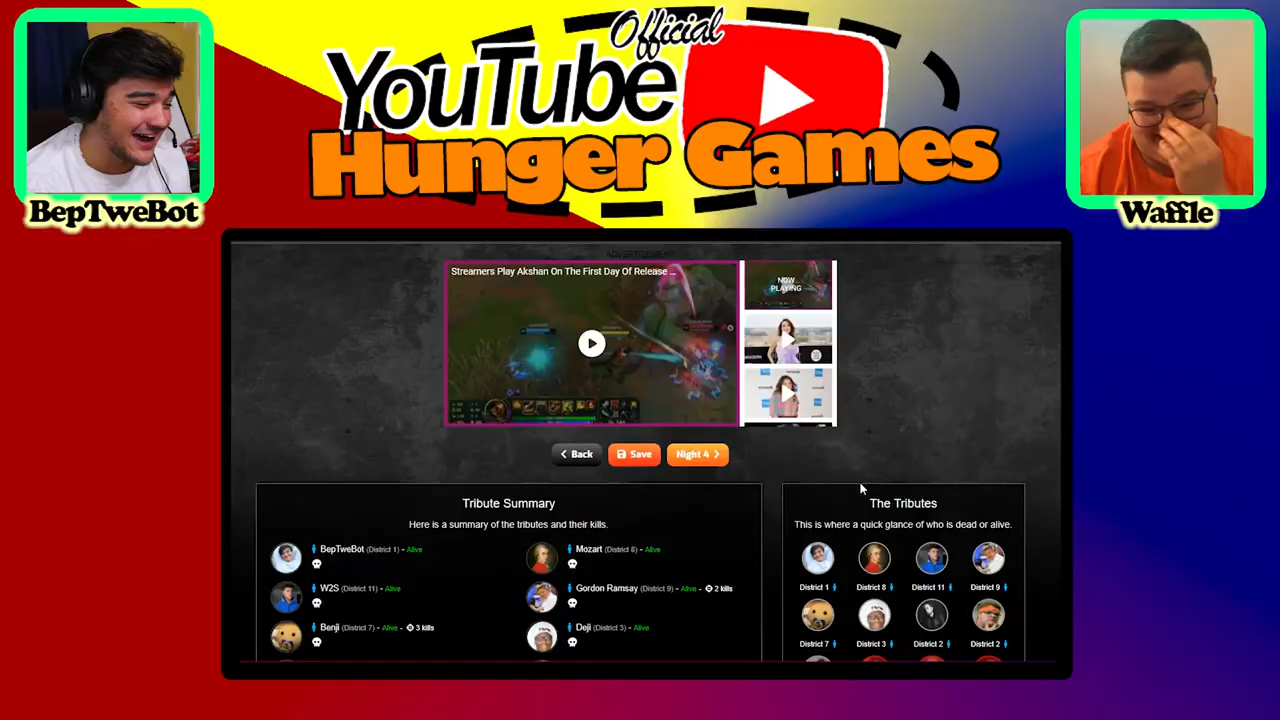 Official
YouTube
Hunger Games
BepTweBot
Waffle
ADVERTISEMENT
Streamers Play Akshan On The First Day Of Release ...
NOW
PLAYING
Back
Save
Night 4
Tribute Summary
Here is a summary of the tributes and their kills.
BepTweBot (District 1) - Alive
Mozart (District 8) - Alive
W2S (District 11) - Alive
Gordon Ramsay (District 9) - Alive - 2 kills
Benji (District 7) - Alive - 3 kills
Deji (District 3) - Alive
The Tributes
This is where a quick glance of who is dead or alive.
District 1
District 8
District 11
District 9
District 7
District 3
District 2
District 2